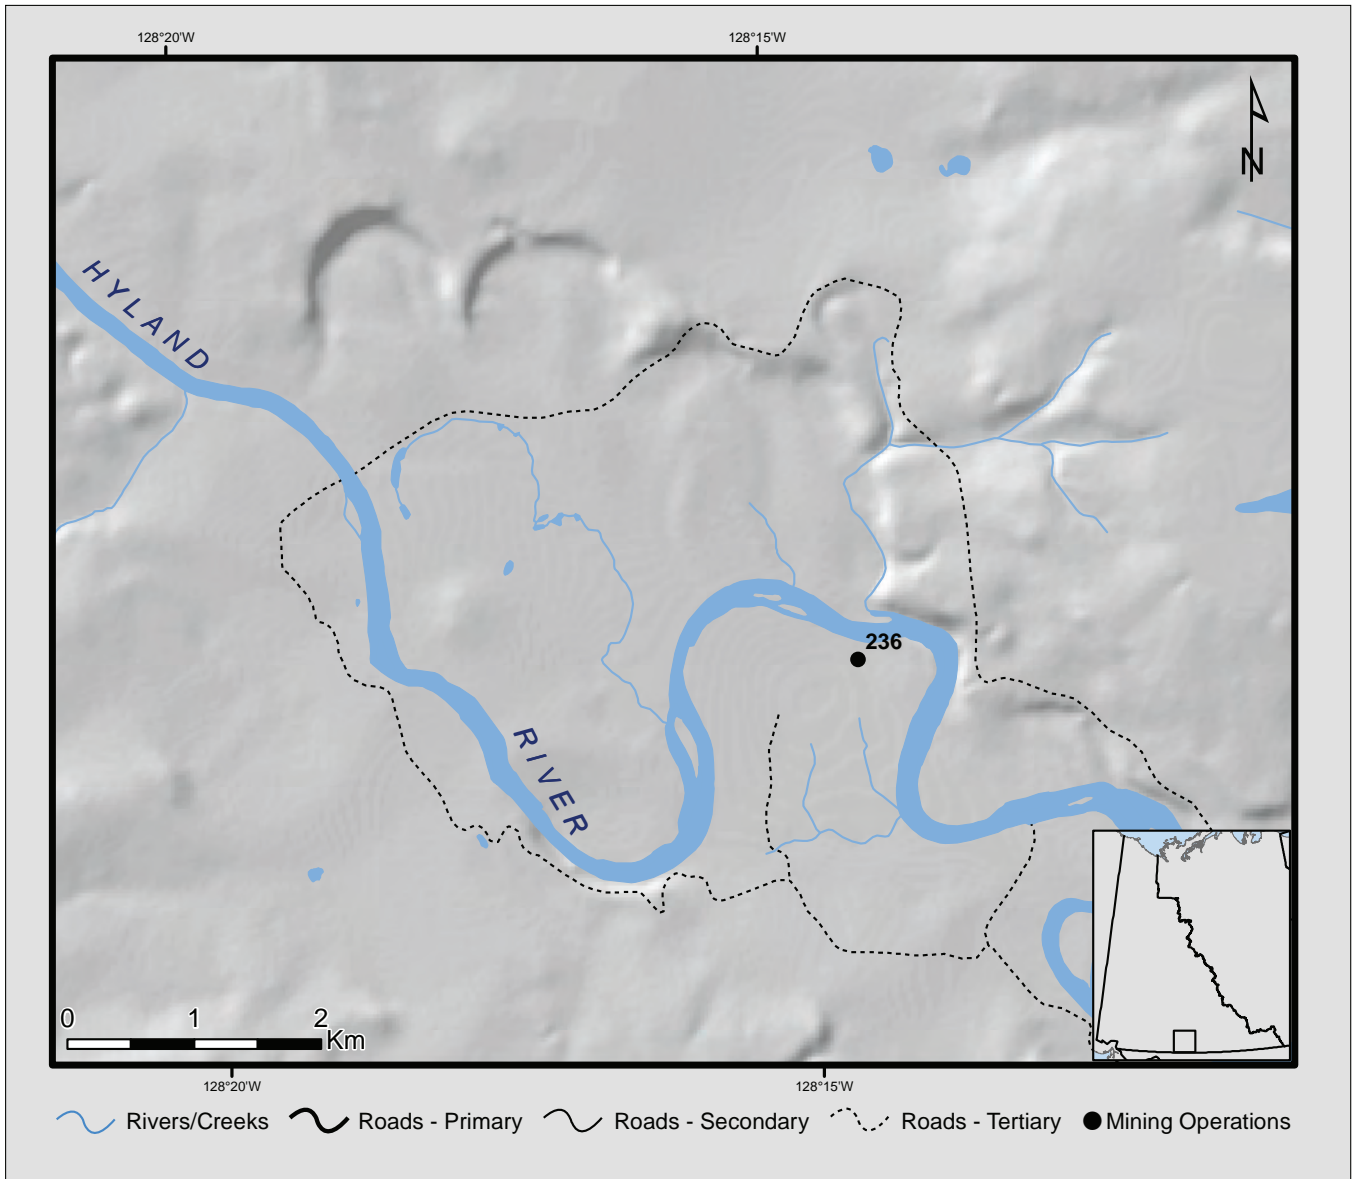 128°20'W 128°15'W
N
HYLAND
236
RIVER
0 1 2
Km
128°20'W 128°15'W
Rivers/Creeks Roads - Primary Roads - Secondary Roads - Tertiary Mining Operations